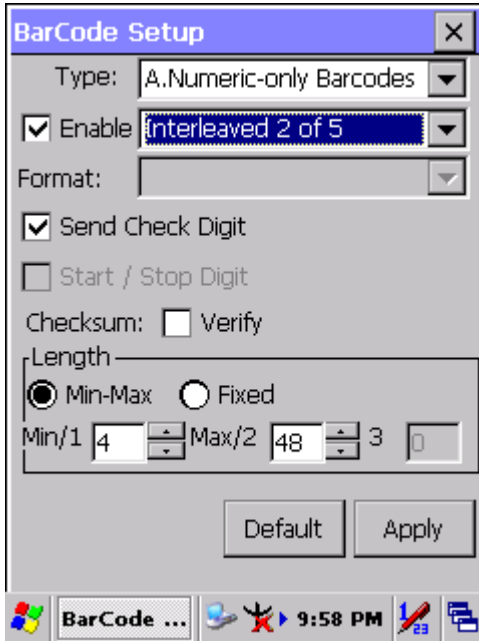 BarCode Setup
Type: A.Numeric-only Barcodes
Enable Interleaved 2 of 5
Format:
Send Check Digit
Start / Stop Digit
Checksum: Verify
Length
Min-Max Fixed
Min/1 4 Max/2 48 3 0
Default Apply
BarCode ... 9:58 PM 1 23